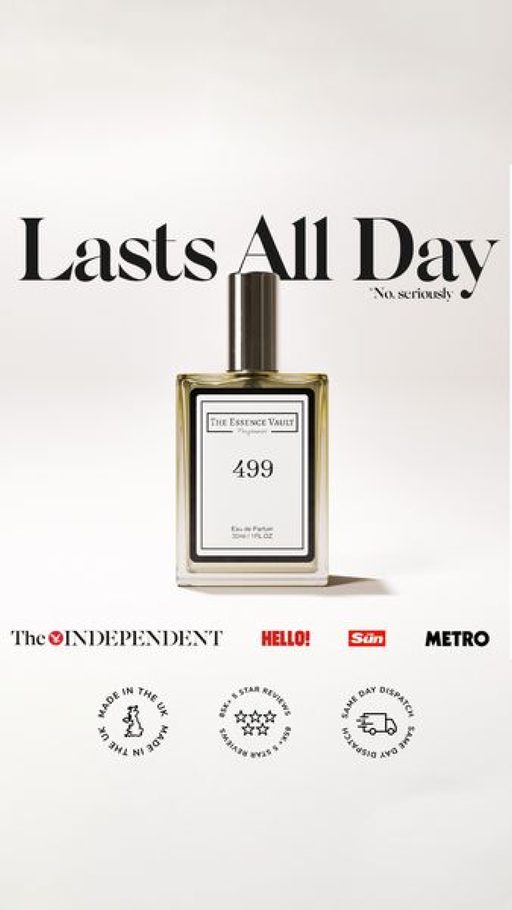 Lasts All Day
*No, seriously
THE ESSENCE VAULT
Fragrances
499
Eau de Parfum
30ml / 1FL.OZ
The INDEPENDENT
HELLO!
The Sun
METRO
MADE IN THE UK MADE IN THE UK
85K+ 5 STAR REVIEWS 85K+ 5 STAR REVIEWS
SAME DAY DISPATCH SAME DAY DISPATCH